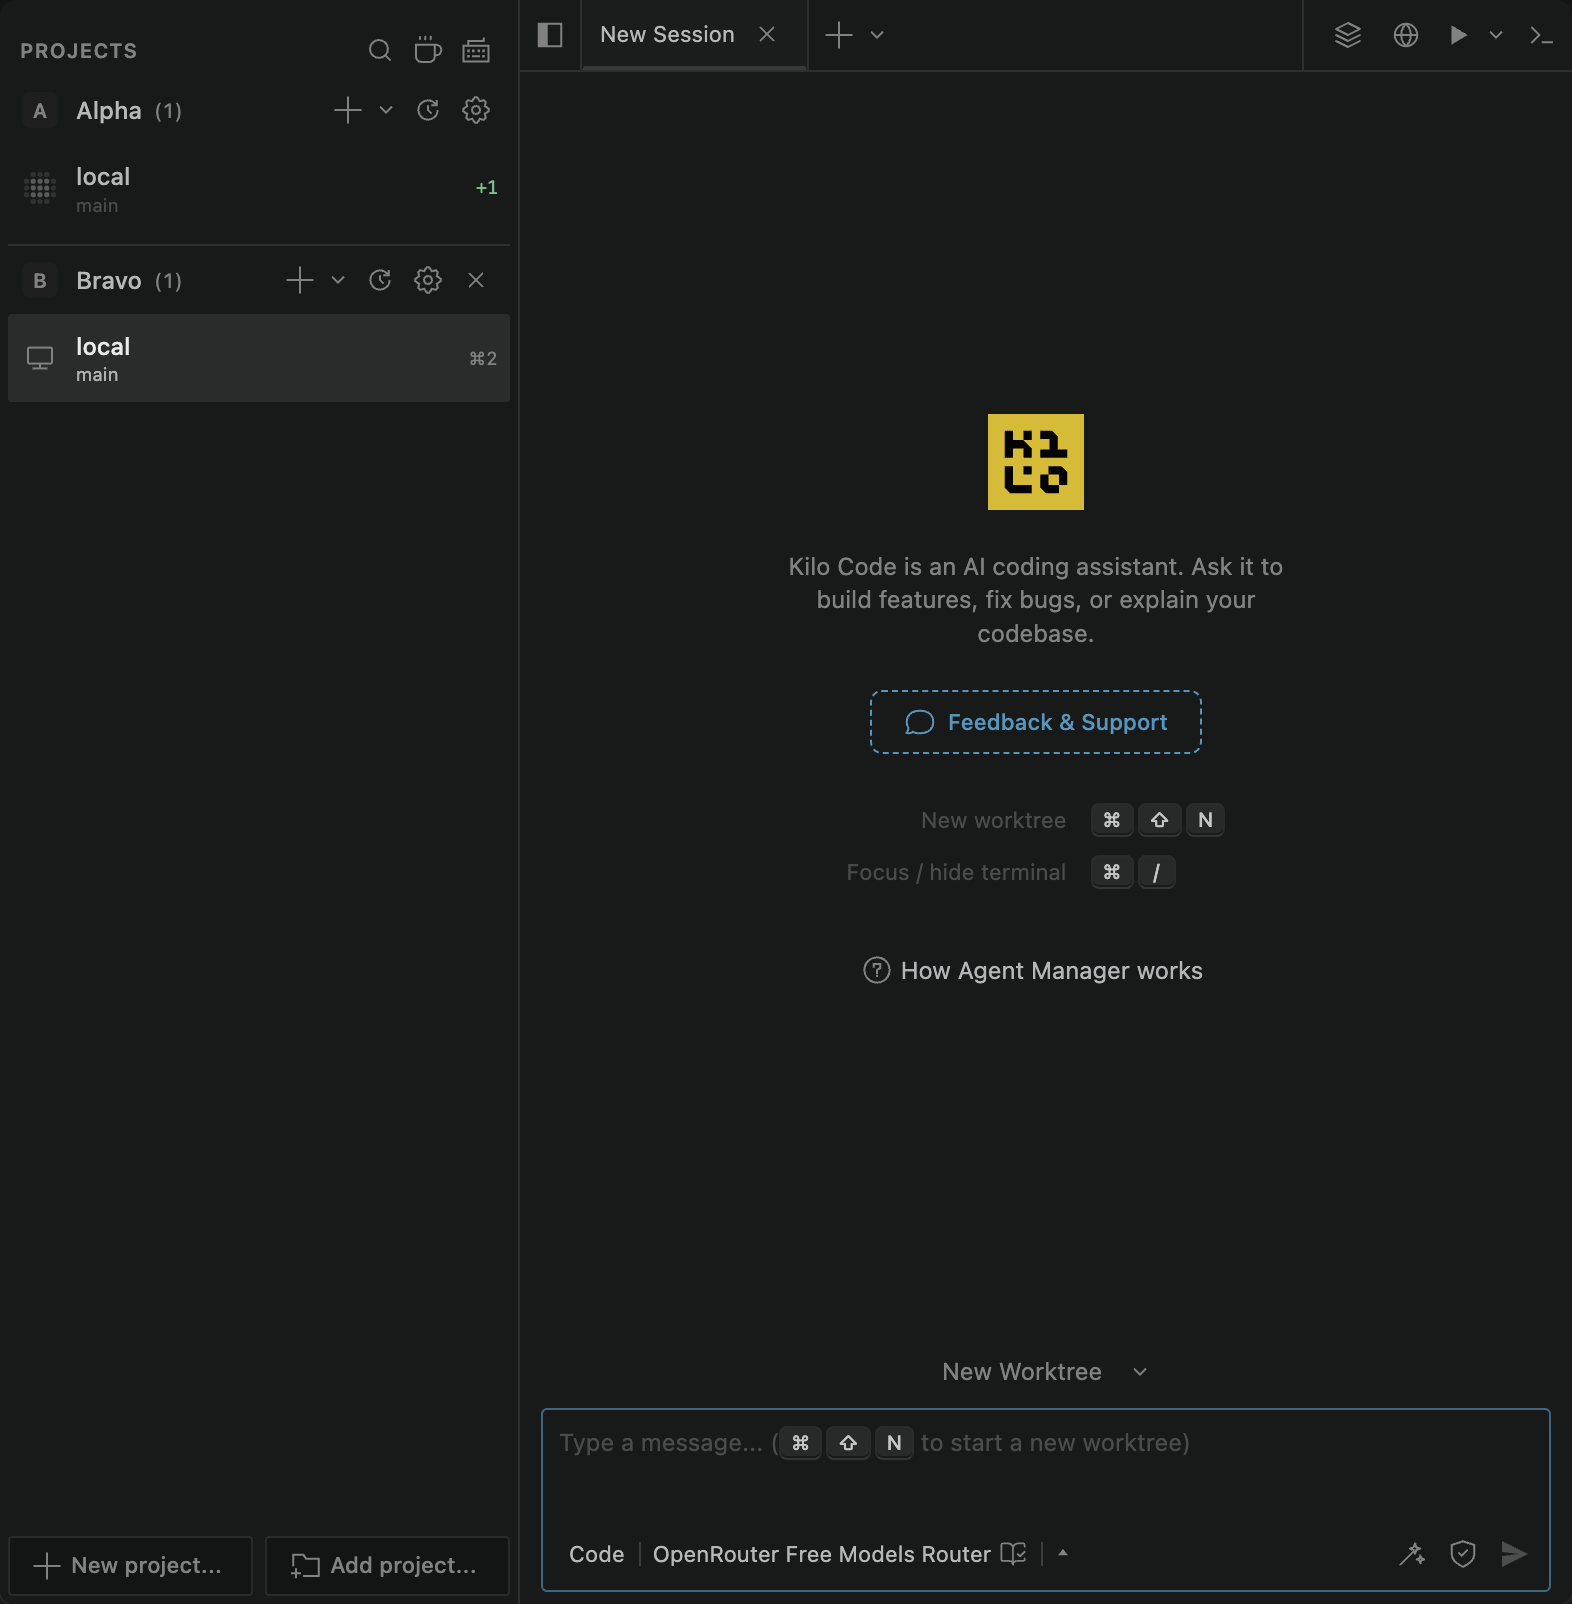 PROJECTS
A Alpha (1)
local
main
+1
B Bravo (1)
local
main
⌘2
New project...
Add project...
New Session
KILO
Kilo Code is an AI coding assistant. Ask it to
build features, fix bugs, or explain your
codebase.
Feedback & Support
New worktree ⌘ ⇧ N
Focus / hide terminal ⌘ /
? How Agent Manager works
New Worktree
Type a message... (⌘ ⇧ N to start a new worktree)
Code | OpenRouter Free Models Router